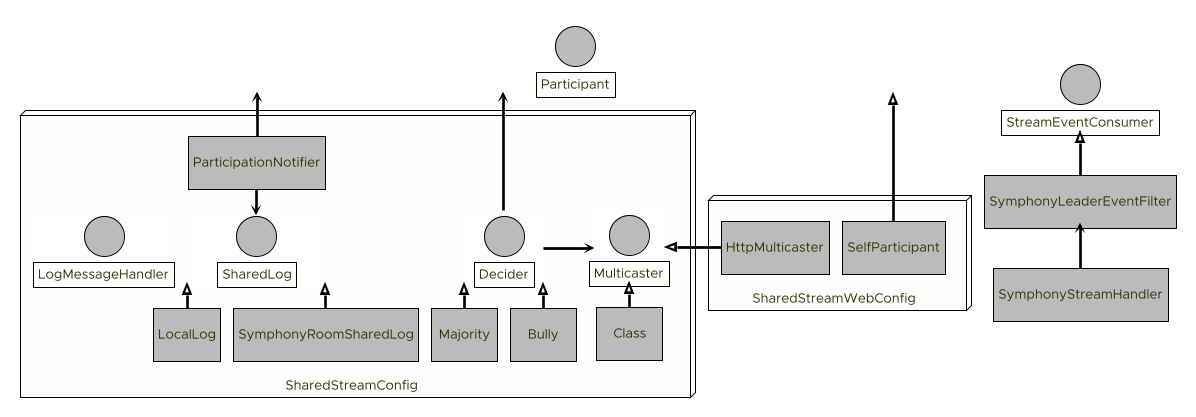 Participant
StreamEventConsumer
ParticipationNotifier
SymphonyLeaderEventFilter
HttpMulticaster
SelfParticipant
LogMessageHandler
SharedLog
Decider
Multicaster
SharedStreamWebConfig
SymphonyStreamHandler
LocalLog
SymphonyRoomSharedLog
Majority
Bully
Class
SharedStreamConfig